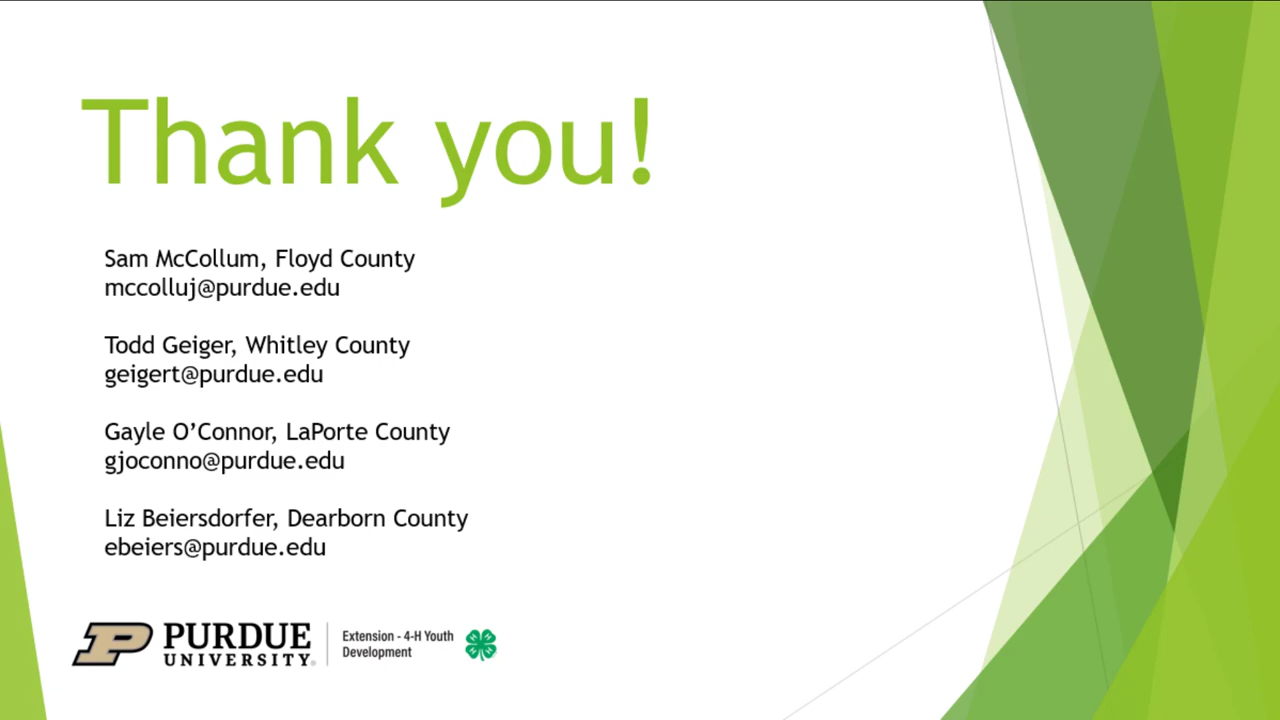 Thank you!
Sam McCollum, Floyd County
mccolluj@purdue.edu
Todd Geiger, Whitley County
geigert@purdue.edu
Gayle O’Connor, LaPorte County
gjoconno@purdue.edu
Liz Beiersdorfer, Dearborn County
ebeiers@purdue.edu
PURDUE
UNIVERSITY®
Extension - 4-H Youth
Development